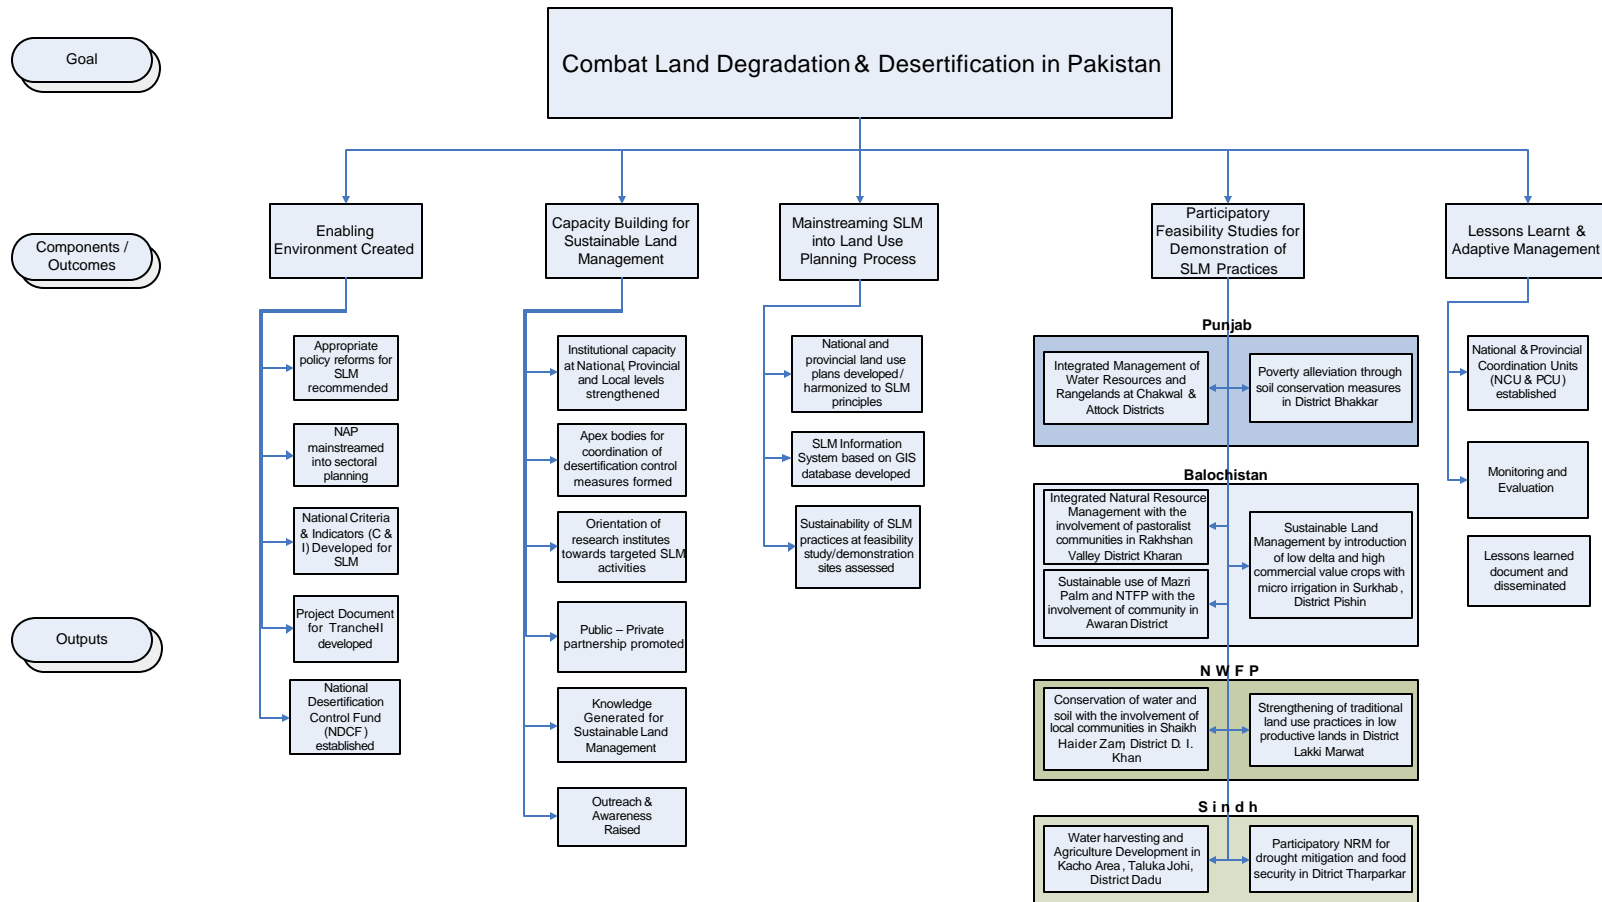 Goal
Combat Land Degradation & Desertification in Pakistan
Components /
Outcomes
Enabling
Environment Created
Capacity Building for
Sustainable Land
Management
Mainstreaming SLM
into Land Use
Planning Process
Participatory
Feasibility Studies for
Demonstration of
SLM Practices
Lessons Learnt &
Adaptive Management
Outputs
Appropriate
policy reforms for
SLM
recommended
NAP
mainstreamed
into sectoral
planning
National Criteria
& Indicators (C &
I) Developed for
SLM
Project Document
for Tranche-II
developed
National
Desertification
Control Fund
(NDCF)
established
Institutional capacity
at National, Provincial
and Local levels
strengthened
Apex bodies for
coordination of
desertification control
measures formed
Orientation of
research institutes
towards targeted SLM
activities
Public – Private
partnership promoted
Knowledge
Generated for
Sustainable Land
Management
Outreach &
Awareness
Raised
National and
provincial land use
plans developed/
harmonized to SLM
principles
SLM Information
System based on GIS
database developed
Sustainability of SLM
practices at feasibility
study/demonstration
sites assessed
Punjab
Integrated Management of
Water Resources and
Rangelands at Chakwal &
Attock Districts
Poverty alleviation through
soil conservation measures
in District Bhakkar
Balochistan
Integrated Natural Resource
Management with the
involvement of pastoralist
communities in Rakhshan
Valley District Kharan
Sustainable use of Mazri
Palm and NTFP with the
involvement of community in
Awaran District
Sustainable Land
Management by introduction
of low delta and high
commercial value crops with
micro irrigation in Surkhab,
District Pishin
NWFP
Conservation of water and
soil with the involvement of
local communities in Shaikh
Haider Zam, District D. I.
Khan
Strengthening of traditional
land use practices in low
productive lands in District
Lakki Marwat
Sindh
Water harvesting and
Agriculture Development in
Kacho Area, Taluka Johi,
District Dadu
Participatory NRM for
drought mitigation and food
security in Ditrict Tharparkar
National & Provincial
Coordination Units
(NCU & PCU)
established
Monitoring and
Evaluation
Lessons learned
document and
disseminated